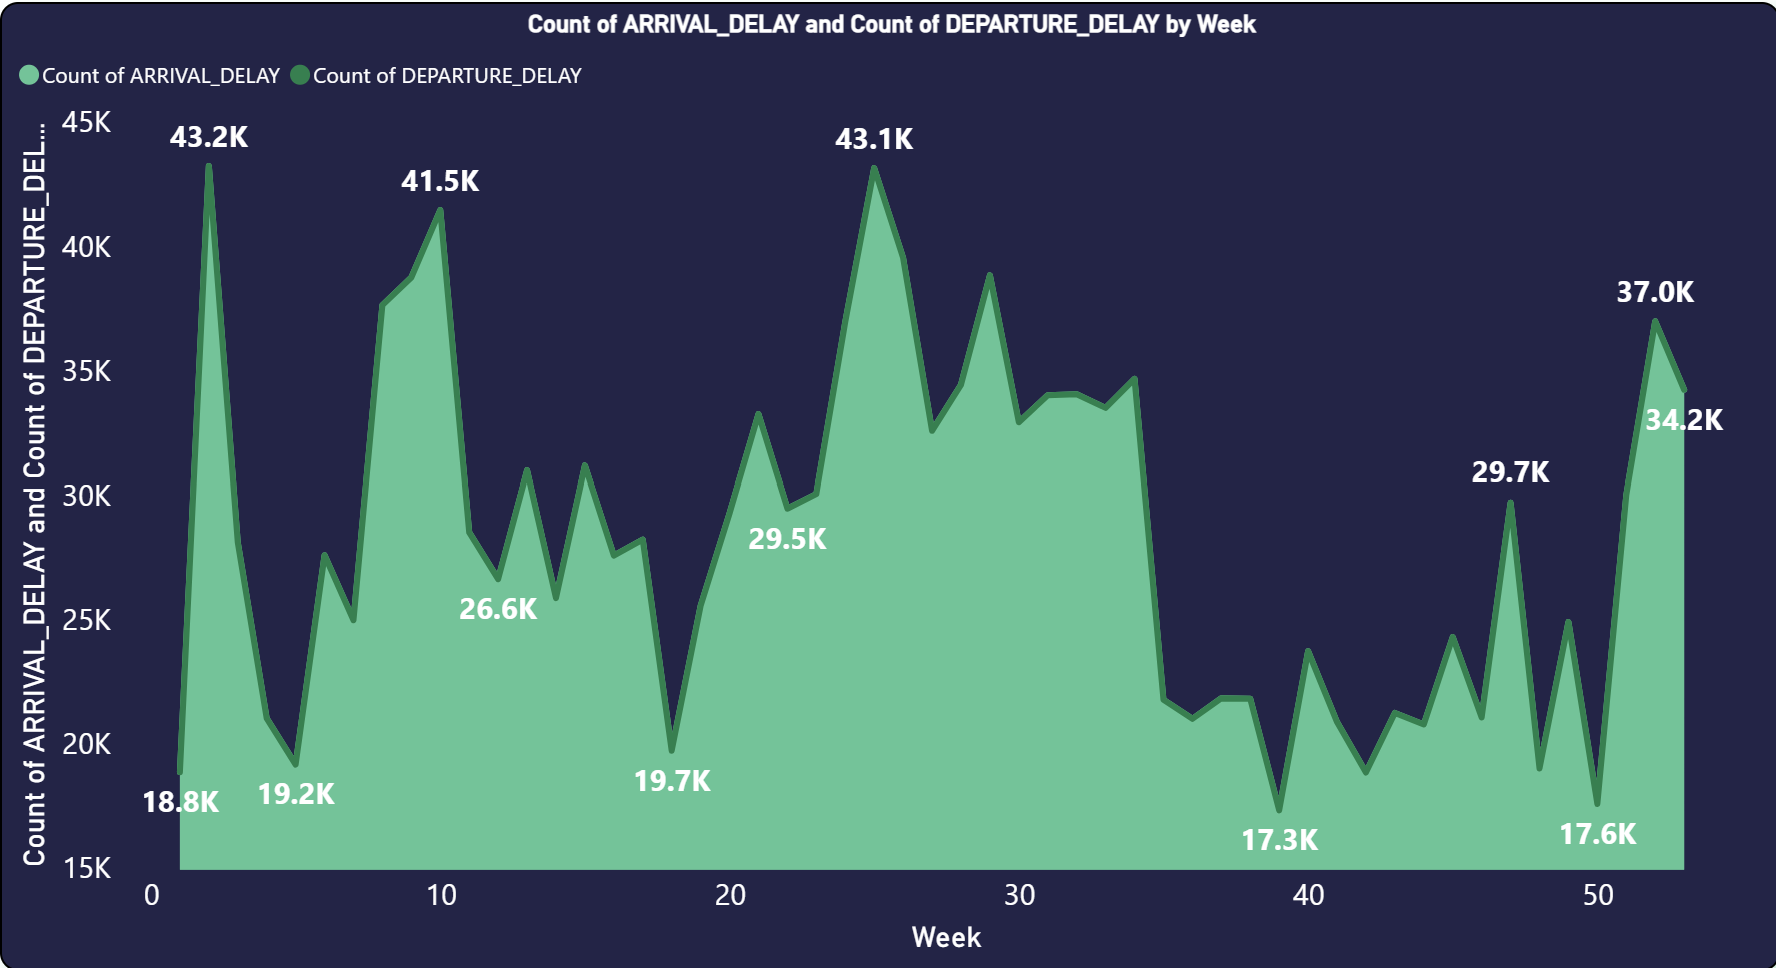 Count of ARRIVAL_DELAY and Count of DEPARTURE_DELAY by Week
Count of ARRIVAL_DELAY
Count of DEPARTURE_DELAY
Count of ARRIVAL_DELAY and Count of DEPARTURE_DEL...
45K
40K
35K
30K
25K
20K
15K
43.2K
41.5K
43.1K
37.0K
34.2K
29.7K
29.5K
26.6K
19.7K
18.8K
19.2K
17.3K
17.6K
0
10
20
30
40
50
Week